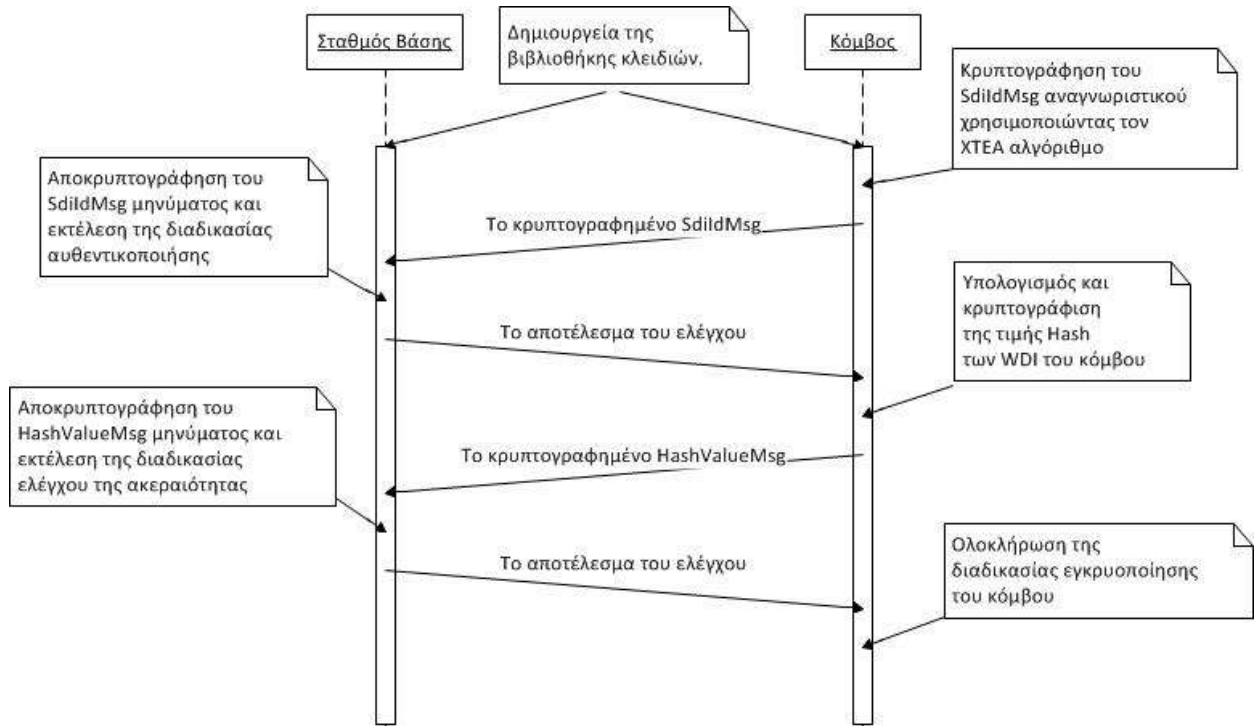 Σταθμός Βάσης
Δημιουργεία της
βιβλιοθήκης κλειδιών.
Κόμβος
Κρυπτογράφηση του
SdiIdMsg αναγνωριστικού
χρησιμοποιώντας τον
XTEA αλγόριθμο
Αποκρυπτογράφηση του
SdiIdMsg μηνύματος και
εκτέλεση της διαδικασίας
αυθεντικοποιήσης
Το κρυπτογραφημένο SdiIdMsg
Υπολογισμός και
κρυπτογράφιση
της τιμής Hash
των WDI του κόμβου
Το αποτέλεσμα του ελέγχου
Αποκρυπτογράφηση του
HashValueMsg μηνύματος και
εκτέλεση της διαδικασίας
ελέγχου της ακεραιότητας
Το κρυπτογραφημένο HashValueMsg
Το αποτέλεσμα του ελέγχου
Ολοκλήρωση της
διαδικασίας εγκρυοποίησης
του κόμβου